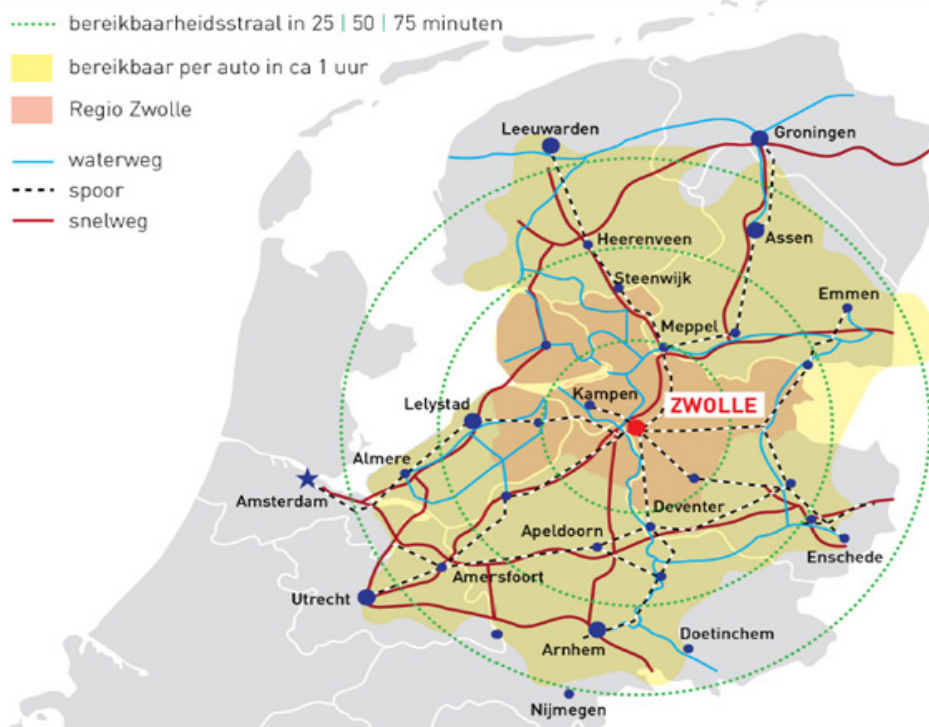 bereikbaarheidsstraal in 25 | 50 | 75 minuten
bereikbaar per auto in ca 1 uur
Regio Zwolle
waterweg
spoor
snelweg
Leeuwarden
Groningen
Assen
Heerenveen
Steenwijk
Emmen
Meppel
Kampen
ZWOLLE
Lelystad
Almere
Amsterdam
Deventer
Apeldoorn
Enschede
Amersfoort
Utrecht
Doetinchem
Arnhem
Nijmegen